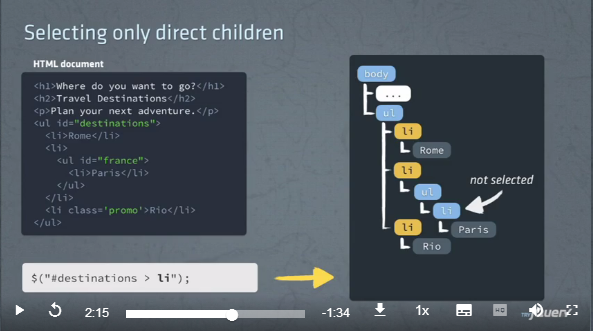 Selecting only direct children
HTML document
<h1>Where do you want to go?</h1>
<h2>Travel Destinations</h2>
<p>Plan your next adventure.</p>
<ul id="destinations">
<li>Rome</li>
<li>
<ul id="france">
<li>Paris</li>
</ul>
</li>
<li class='promo'>Rio</li>
</ul>
$("#destinations > li");
body
...
ul
li
Rome
li
ul
not selected
li
Paris
li
Rio
2:15
-1:34
1x
HD